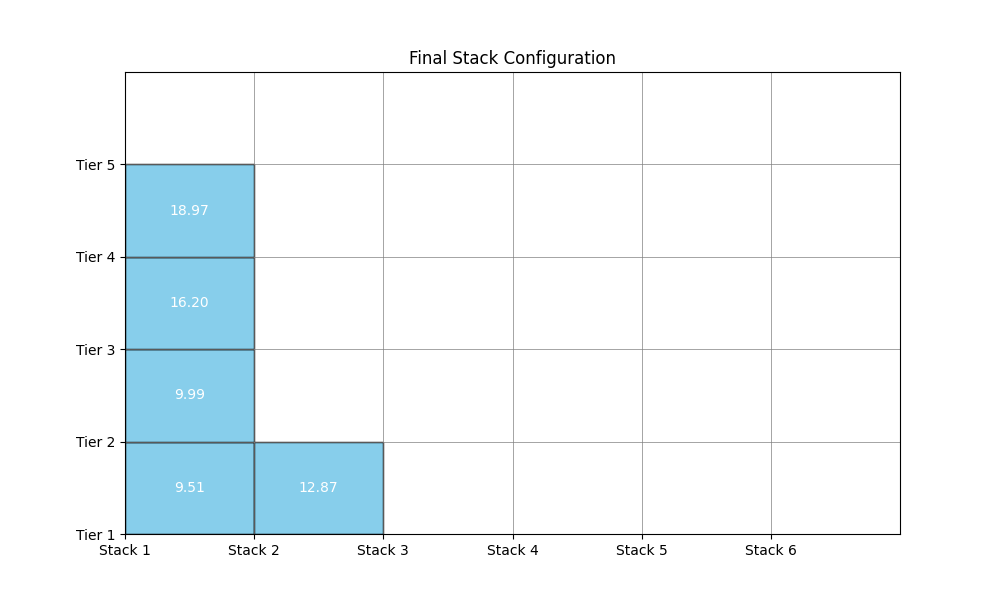 Final Stack Configuration
Tier 5
18.97
Tier 4
16.20
Tier 3
9.99
Tier 2
9.51 12.87
Tier 1
Stack 1 Stack 2 Stack 3 Stack 4 Stack 5 Stack 6